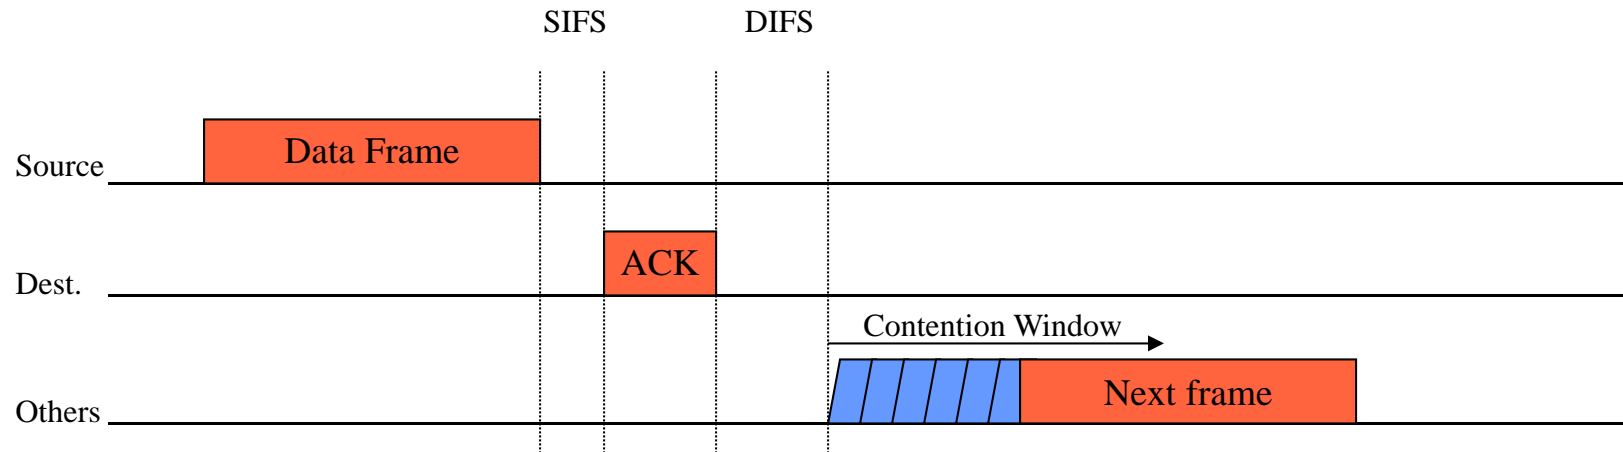 SIFS
DIFS
Source
Data Frame
Dest.
ACK
Contention Window
Others
Next frame